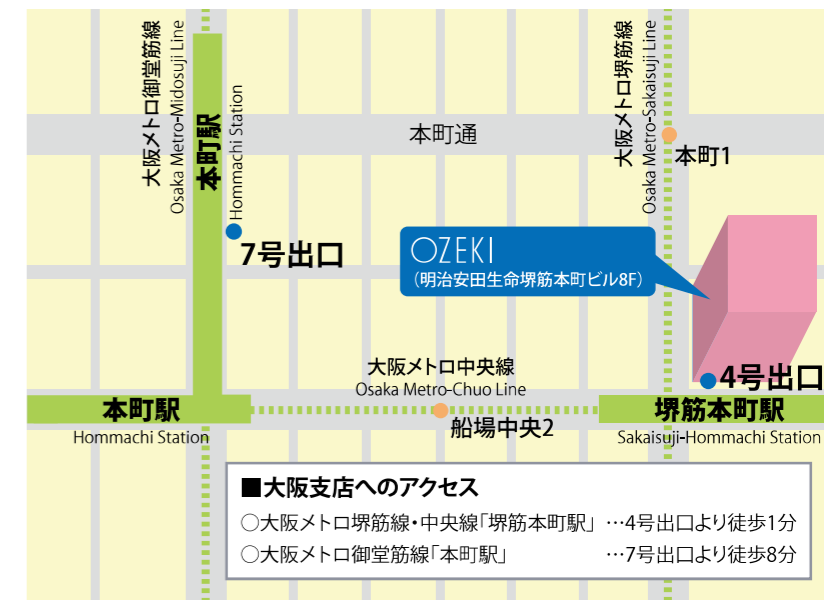 大阪メトロ御堂筋線
Osaka Metro-Midosuji Line
本町駅
Hommachi Station
7号出口
本町通
大阪メトロ堺筋線
Osaka Metro-Sakaisuji Line
本町1
OZEKI
(明治安田生命堺筋本町ビル8F)
4号出口
大阪メトロ中央線
Osaka Metro-Chuo Line
本町駅
Hommachi Station
船場中央2
堺筋本町駅
Sakaisuji-Hommachi Station
■大阪支店へのアクセス
○大阪メトロ堺筋線・中央線「堺筋本町駅」 …4号出口より徒歩1分
○大阪メトロ御堂筋線「本町駅」 …7号出口より徒歩8分